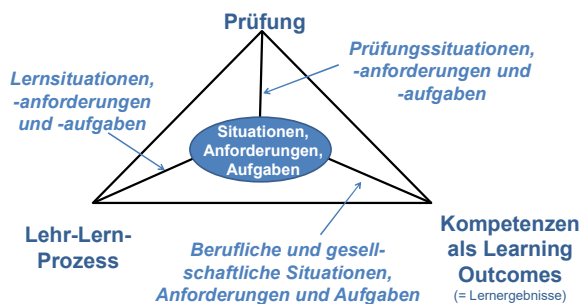 Prüfung
Prüfungssituationen,
-anforderungen und
-aufgaben
Lernsituationen,
-anforderungen
und -aufgaben
Situationen,
Anforderungen,
Aufgaben
Lehr-Lern-
Prozess
Berufliche und gesell-
schaftliche Situationen,
Anforderungen und Aufgaben
Kompetenzen
als Learning
Outcomes
(= Lernergebnisse)